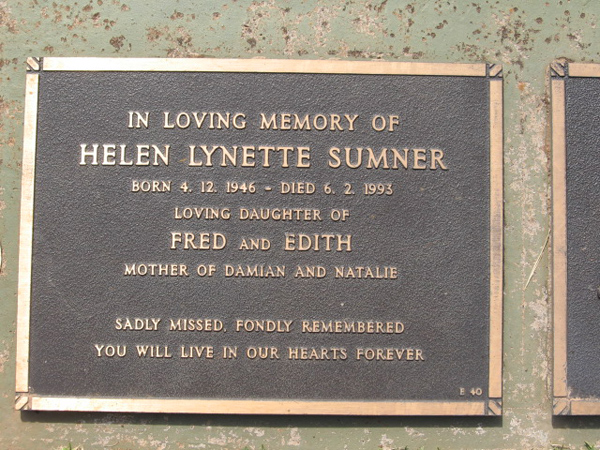 IN LOVING MEMORY OF
HELEN LYNETTE SUMNER
BORN 4. 12. 1946 - DIED 6. 2. 1993
LOVING DAUGHTER OF
FRED AND EDITH
MOTHER OF DAMIAN AND NATALIE
SADLY MISSED, FONDLY REMEMBERED
YOU WILL LIVE IN OUR HEARTS FOREVER
E 40